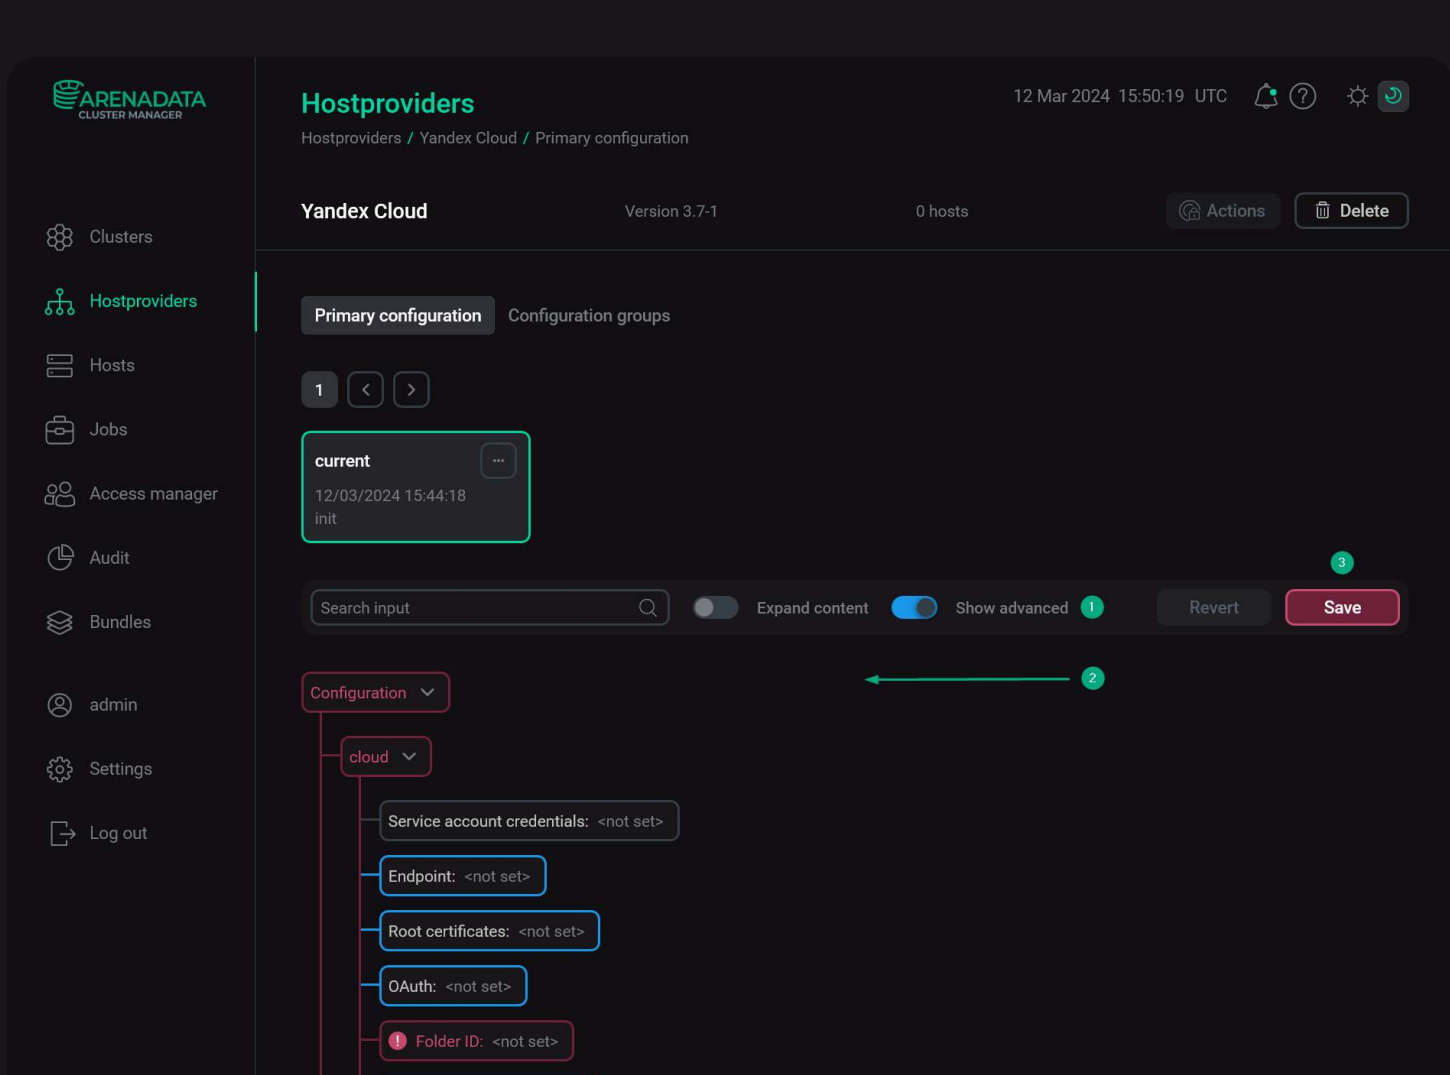 ARENADATA
CLUSTER MANAGER
Hostproviders
12 Mar 2024 15:50:19 UTC
Hostproviders / Yandex Cloud / Primary configuration
Yandex Cloud
Version 3.7-1
0 hosts
Actions
Delete
Clusters
Hostproviders
Hosts
Jobs
Access manager
Audit
Bundles
admin
Settings
Log out
Primary configuration
Configuration groups
1
current
12/03/2024 15:44:18
init
3
Search input
Expand content
Show advanced
1
Revert
Save
2
Configuration
cloud
Service account credentials: <not set>
Endpoint: <not set>
Root certificates: <not set>
OAuth: <not set>
Folder ID: <not set>